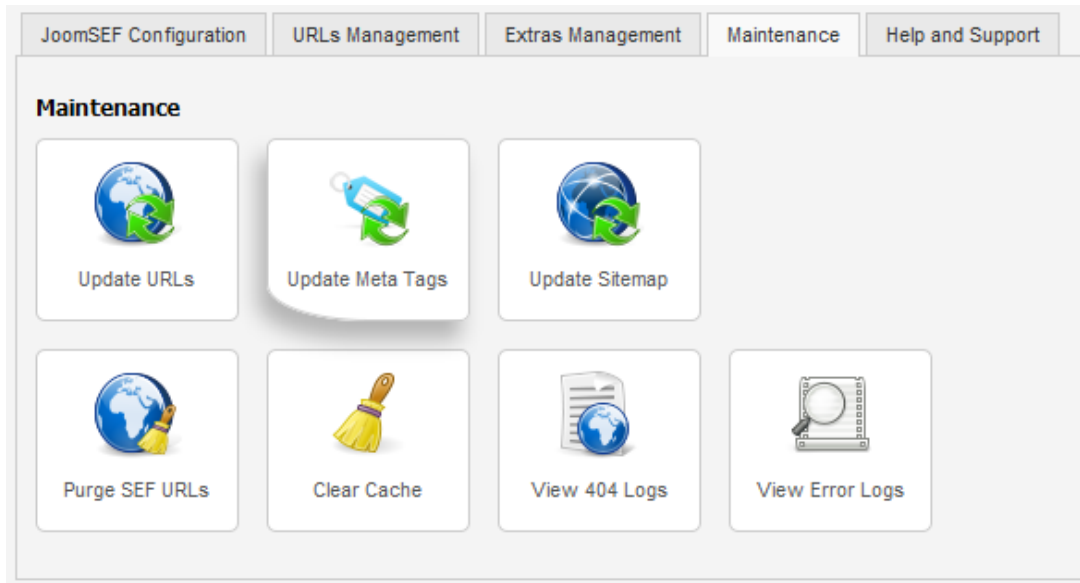 JoomSEF Configuration URLs Management Extras Management Maintenance Help and Support
Maintenance
Update URLs Update Meta Tags Update Sitemap
Purge SEF URLs Clear Cache View 404 Logs View Error Logs